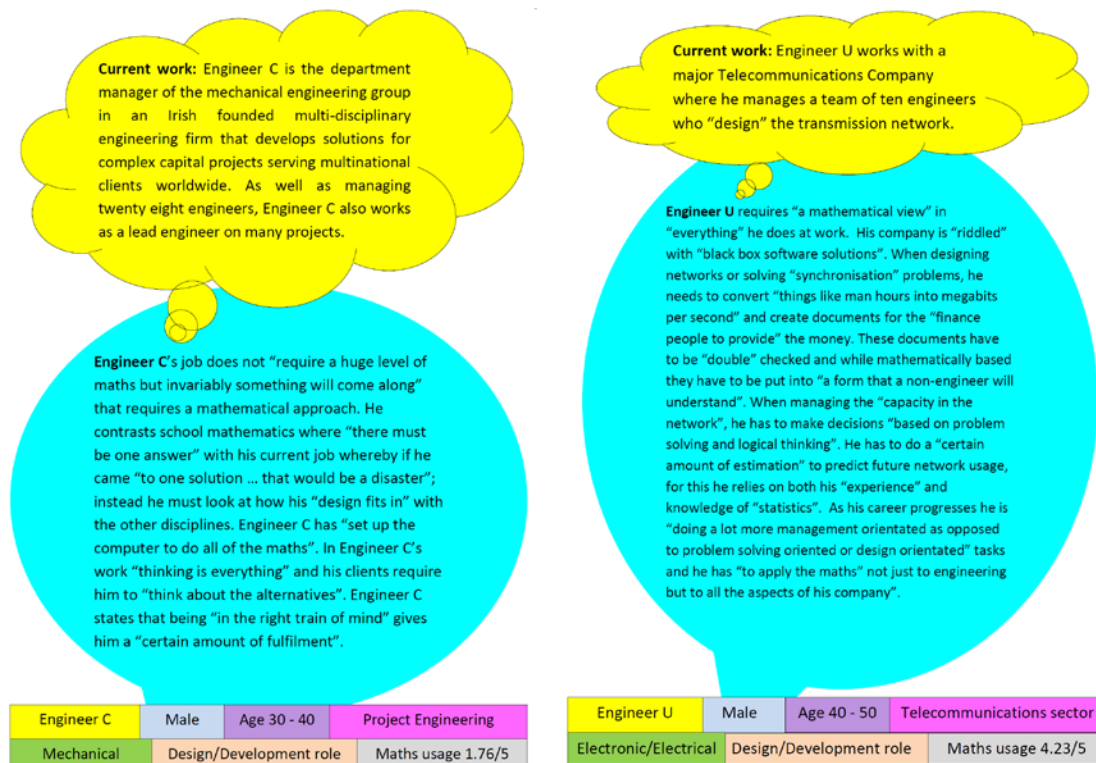 Current work: Engineer C is the department
manager of the mechanical engineering group
in an Irish founded multi-disciplinary
engineering firm that develops solutions for
complex capital projects serving multinational
clients worldwide. As well as managing
twenty eight engineers, Engineer C also works
as a lead engineer on many projects.
Engineer C's job does not “require a huge level of
maths but invariably something will come along”
that requires a mathematical approach. He
contrasts school mathematics where “there must
be one answer” with his current job whereby if he
came “to one solution … that would be a disaster”;
instead he must look at how his “design fits in” with
the other disciplines. Engineer C has “set up the
computer to do all of the maths”. In Engineer C's
work “thinking is everything” and his clients require
him to “think about the alternatives”. Engineer C
states that being “in the right train of mind” gives
him a “certain amount of fulfilment”.
Engineer C Male Age 30 - 40 Project Engineering
Mechanical Design/Development role Maths usage 1.76/5
Current work: Engineer U works with a
major Telecommunications Company
where he manages a team of ten engineers
who “design” the transmission network.
Engineer U requires “a mathematical view” in
“everything” he does at work. His company is “riddled”
with “black box software solutions”. When designing
networks or solving “synchronisation” problems, he
needs to convert “things like man hours into megabits
per second” and create documents for the “finance
people to provide” the money. These documents have
to be “double” checked and while mathematically based
they have to be put into “a form that a non-engineer will
understand”. When managing the “capacity in the
network”, he has to make decisions “based on problem
solving and logical thinking”. He has to do a “certain
amount of estimation” to predict future network usage,
for this he relies on both his “experience” and
knowledge of “statistics”. As his career progresses he is
“doing a lot more management orientated as opposed
to problem solving oriented or design orientated” tasks
and he has “to apply the maths” not just to engineering
but to all the aspects of his company”.
Engineer U Male Age 40 - 50 Telecommunications sector
Electronic/Electrical Design/Development role Maths usage 4.23/5